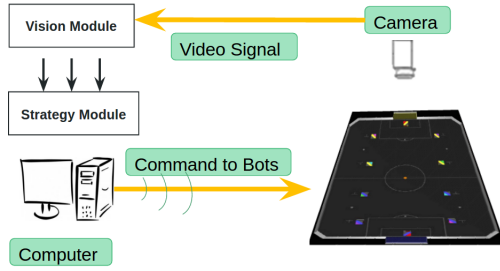 Vision Module
Camera
Video Signal
Strategy Module
Command to Bots
Computer